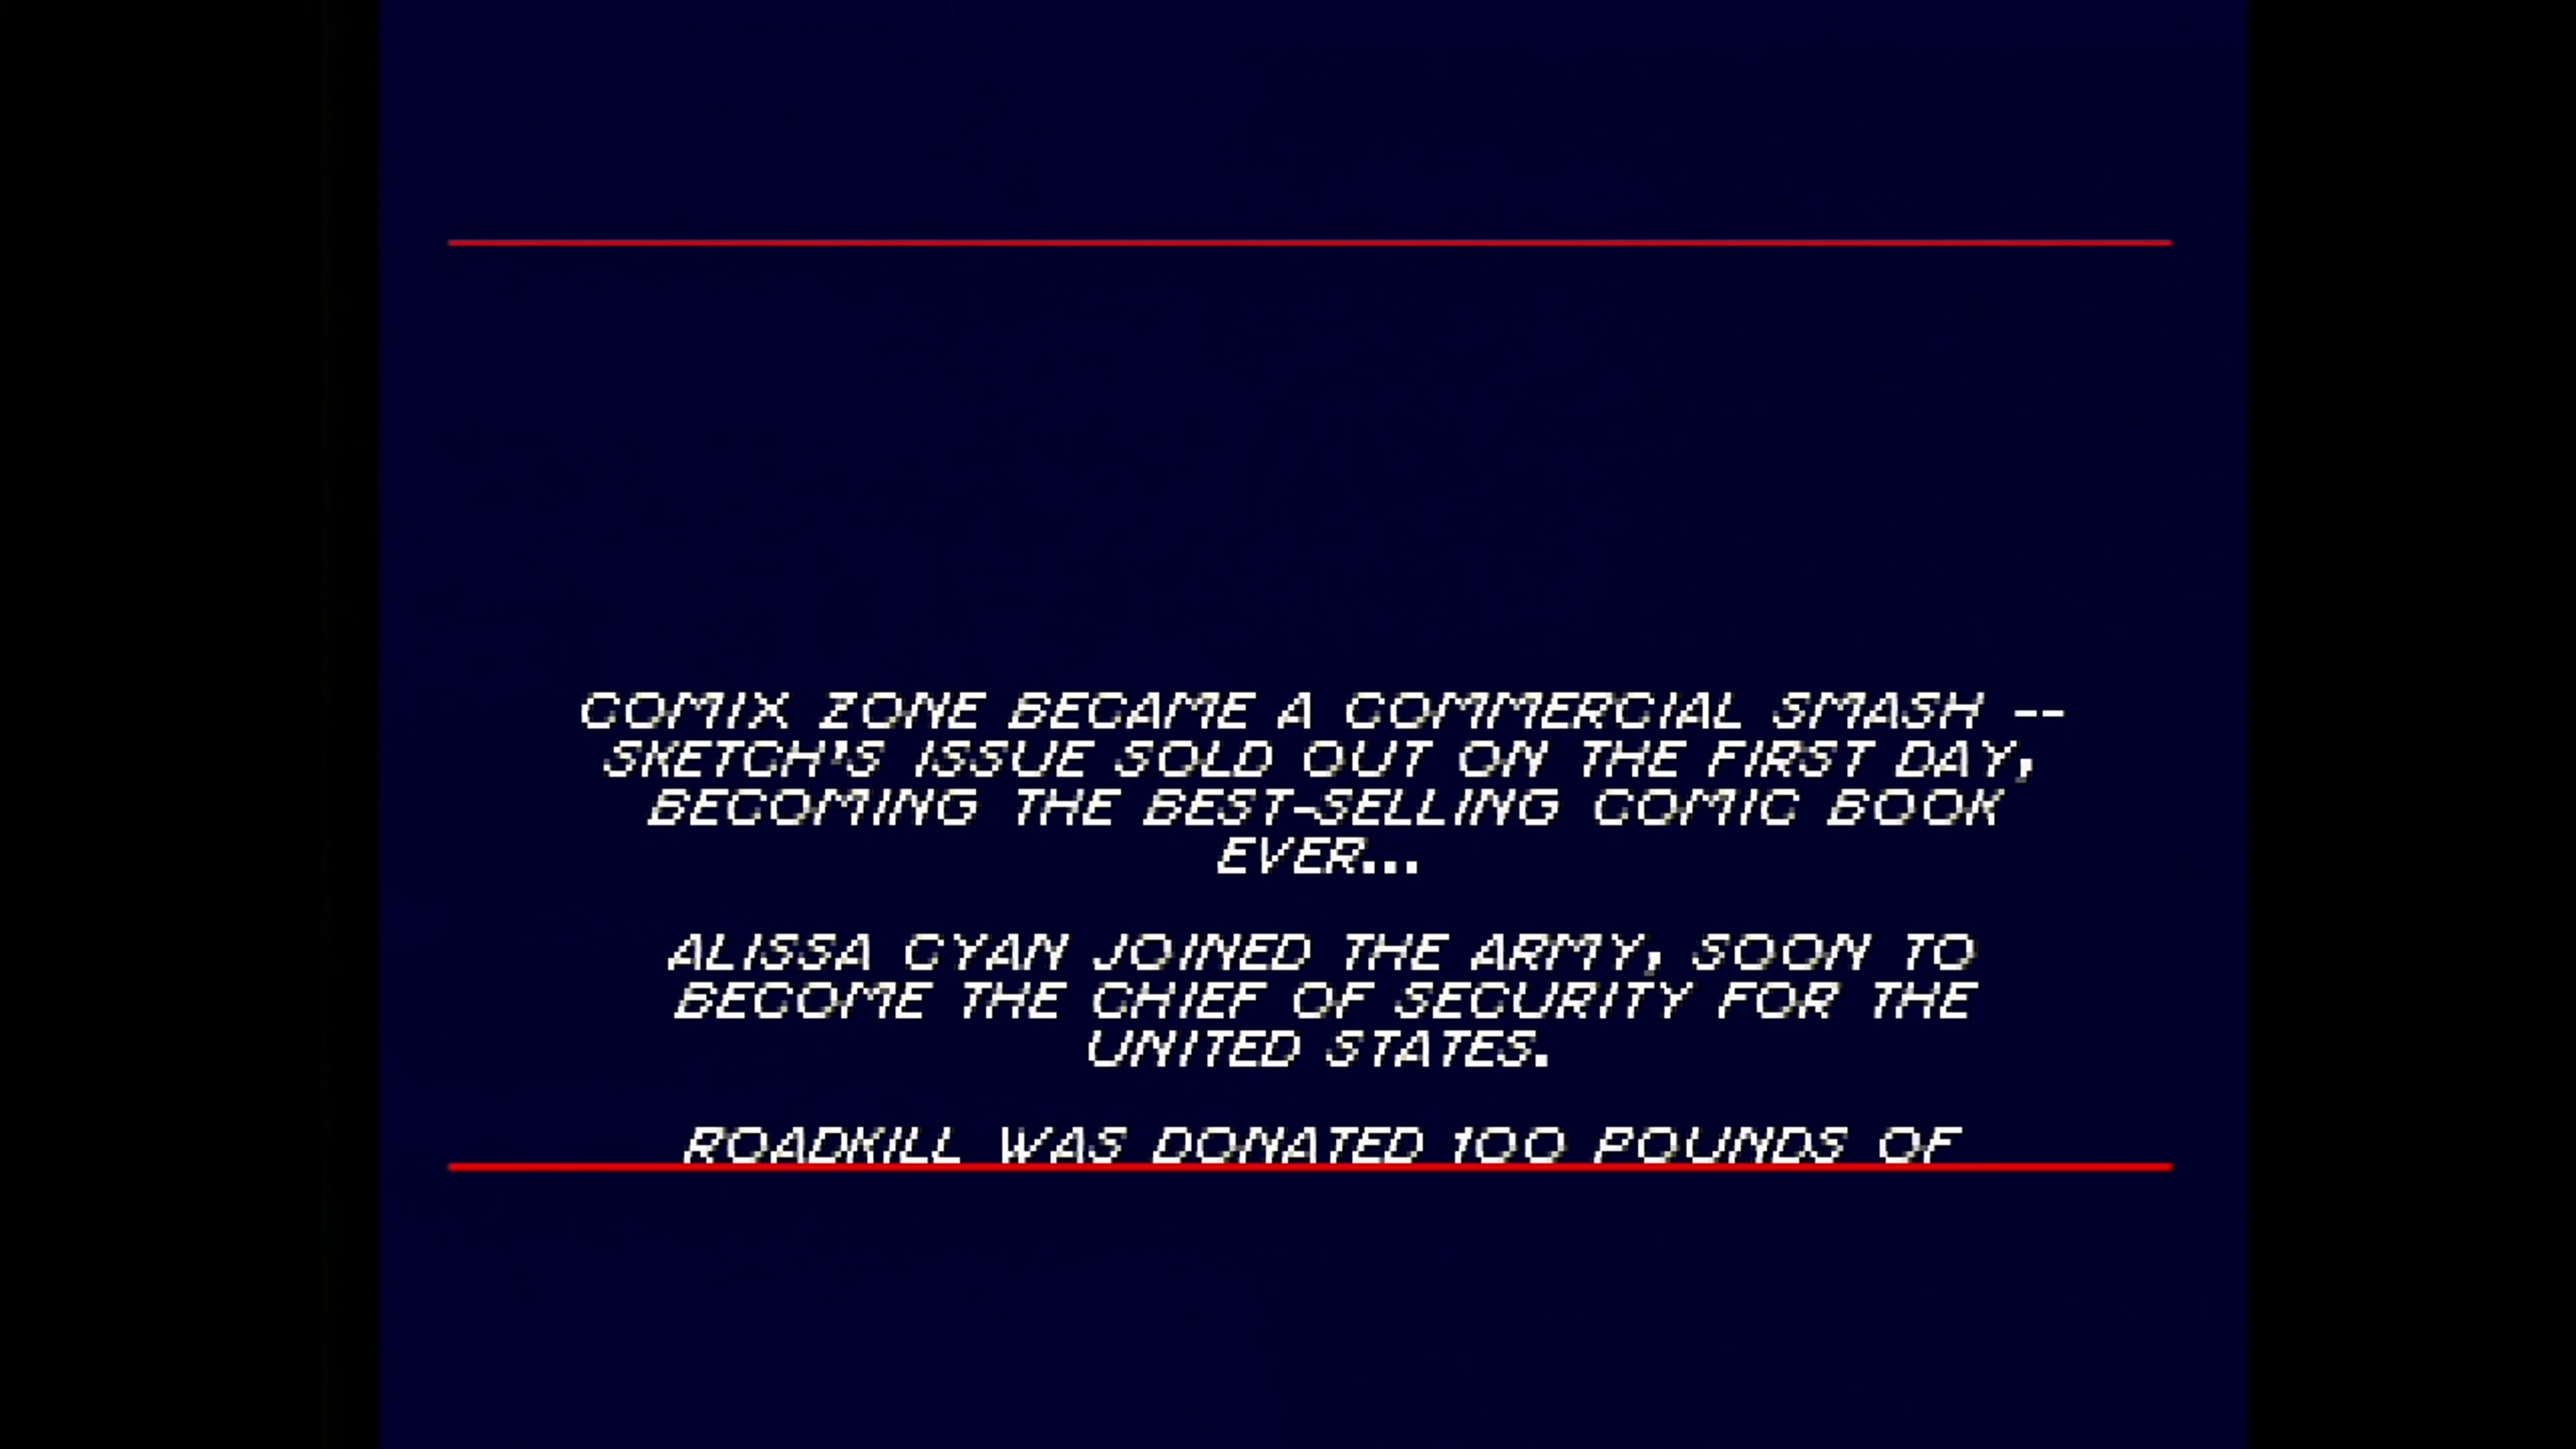 COMIX ZONE BECAME A COMMERCIAL SMASH --
SKETCH'S ISSUE SOLD OUT ON THE FIRST DAY,
BECOMING THE BEST-SELLING COMIC BOOK
EVER...
ALISSA CYAN JOINED THE ARMY, SOON TO
BECOME THE CHIEF OF SECURITY FOR THE
UNITED STATES.
ROADKILL WAS DONATED 100 POUNDS OF